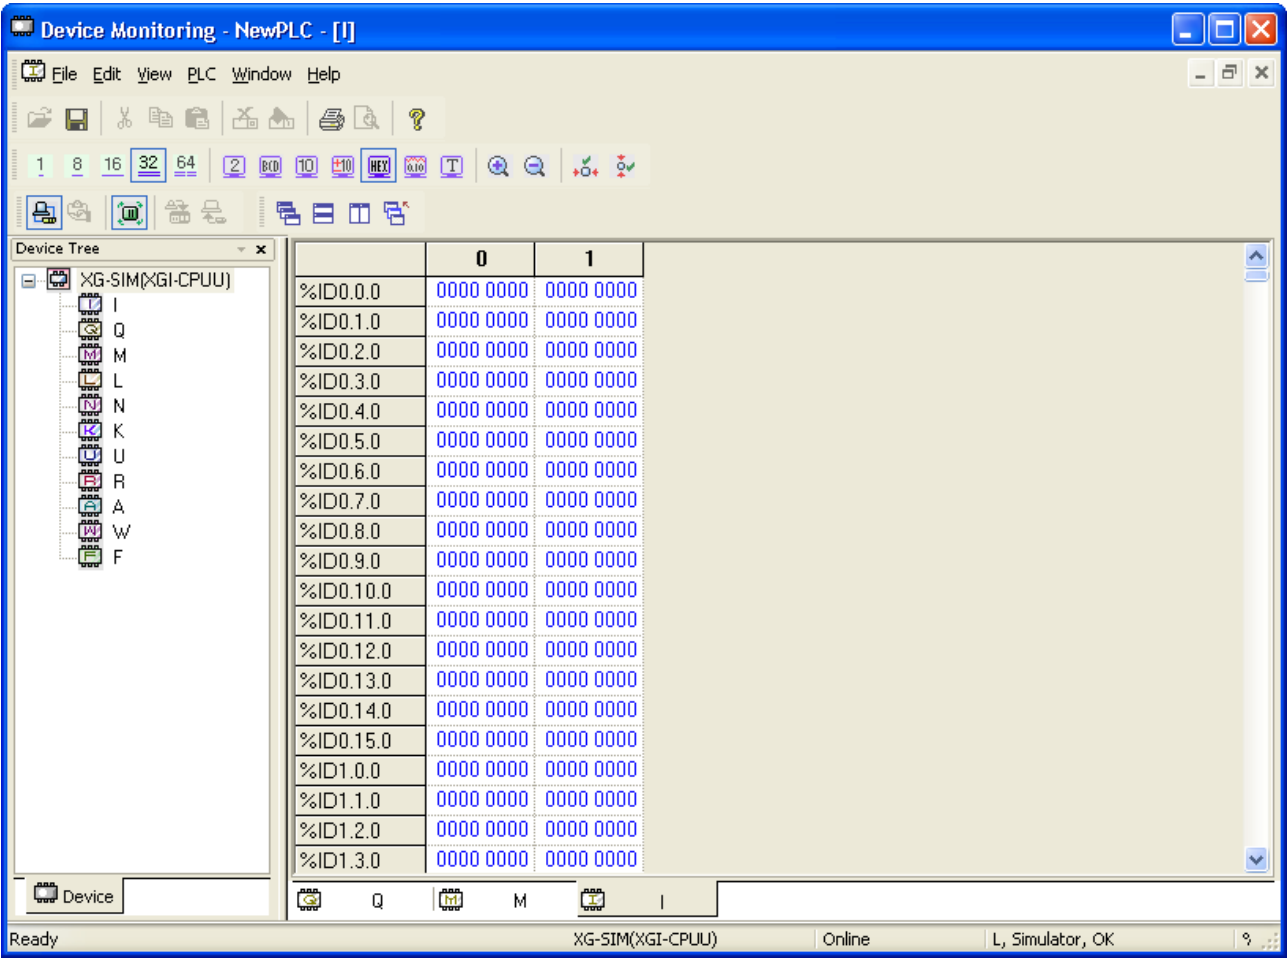 Device Monitoring - NewPLC - [I]
File Edit View PLC Window Help
1 8 16 32 64 2 BCD 10 ±10 HEX 0.10 T
Device Tree
XG-SIM(XGI-CPUU)
I
Q
M
L
N
K
U
R
A
W
F
Device
0 1
%ID0.0.0 0000 0000 0000 0000
%ID0.1.0 0000 0000 0000 0000
%ID0.2.0 0000 0000 0000 0000
%ID0.3.0 0000 0000 0000 0000
%ID0.4.0 0000 0000 0000 0000
%ID0.5.0 0000 0000 0000 0000
%ID0.6.0 0000 0000 0000 0000
%ID0.7.0 0000 0000 0000 0000
%ID0.8.0 0000 0000 0000 0000
%ID0.9.0 0000 0000 0000 0000
%ID0.10.0 0000 0000 0000 0000
%ID0.11.0 0000 0000 0000 0000
%ID0.12.0 0000 0000 0000 0000
%ID0.13.0 0000 0000 0000 0000
%ID0.14.0 0000 0000 0000 0000
%ID0.15.0 0000 0000 0000 0000
%ID1.0.0 0000 0000 0000 0000
%ID1.1.0 0000 0000 0000 0000
%ID1.2.0 0000 0000 0000 0000
%ID1.3.0 0000 0000 0000 0000
Q M I
Ready XG-SIM(XGI-CPUU) Online L, Simulator, OK